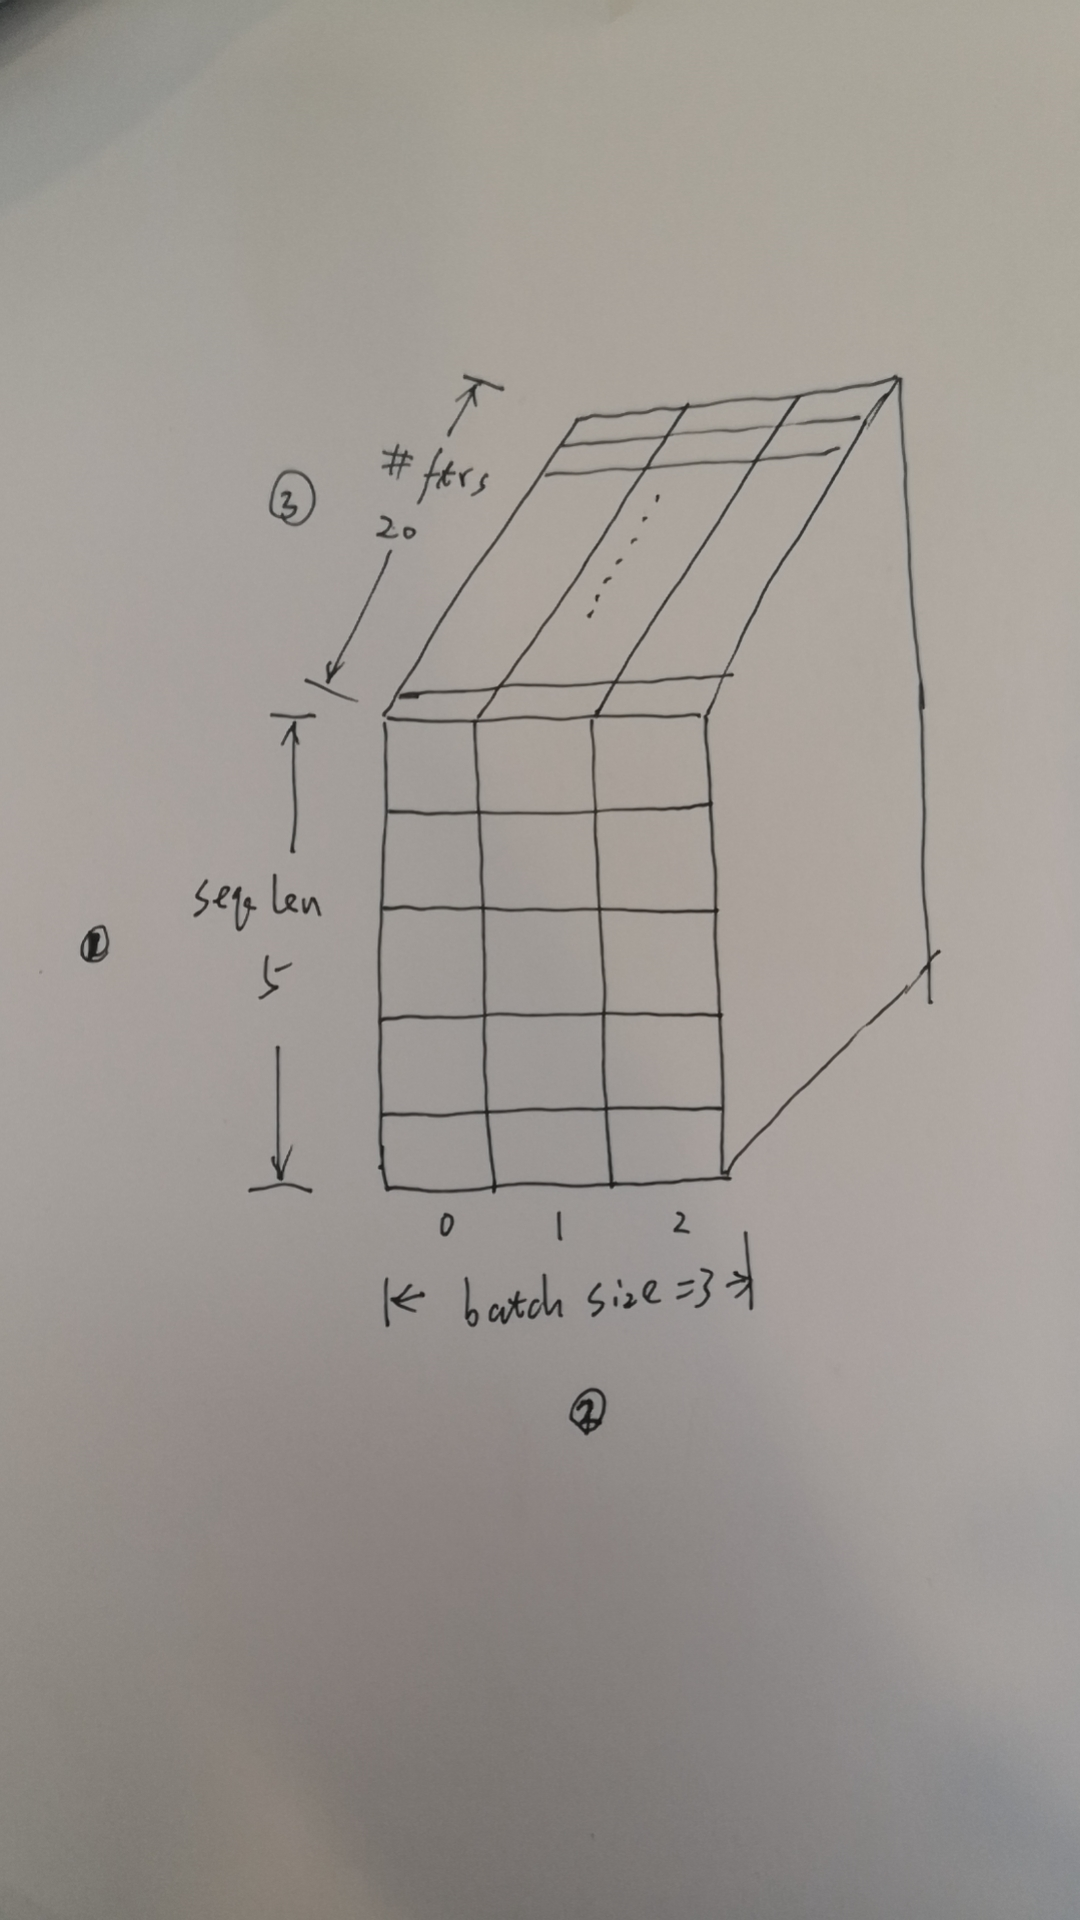 # ftrs
③
20
seq len
①
5
0 1 2
batch size =3
②